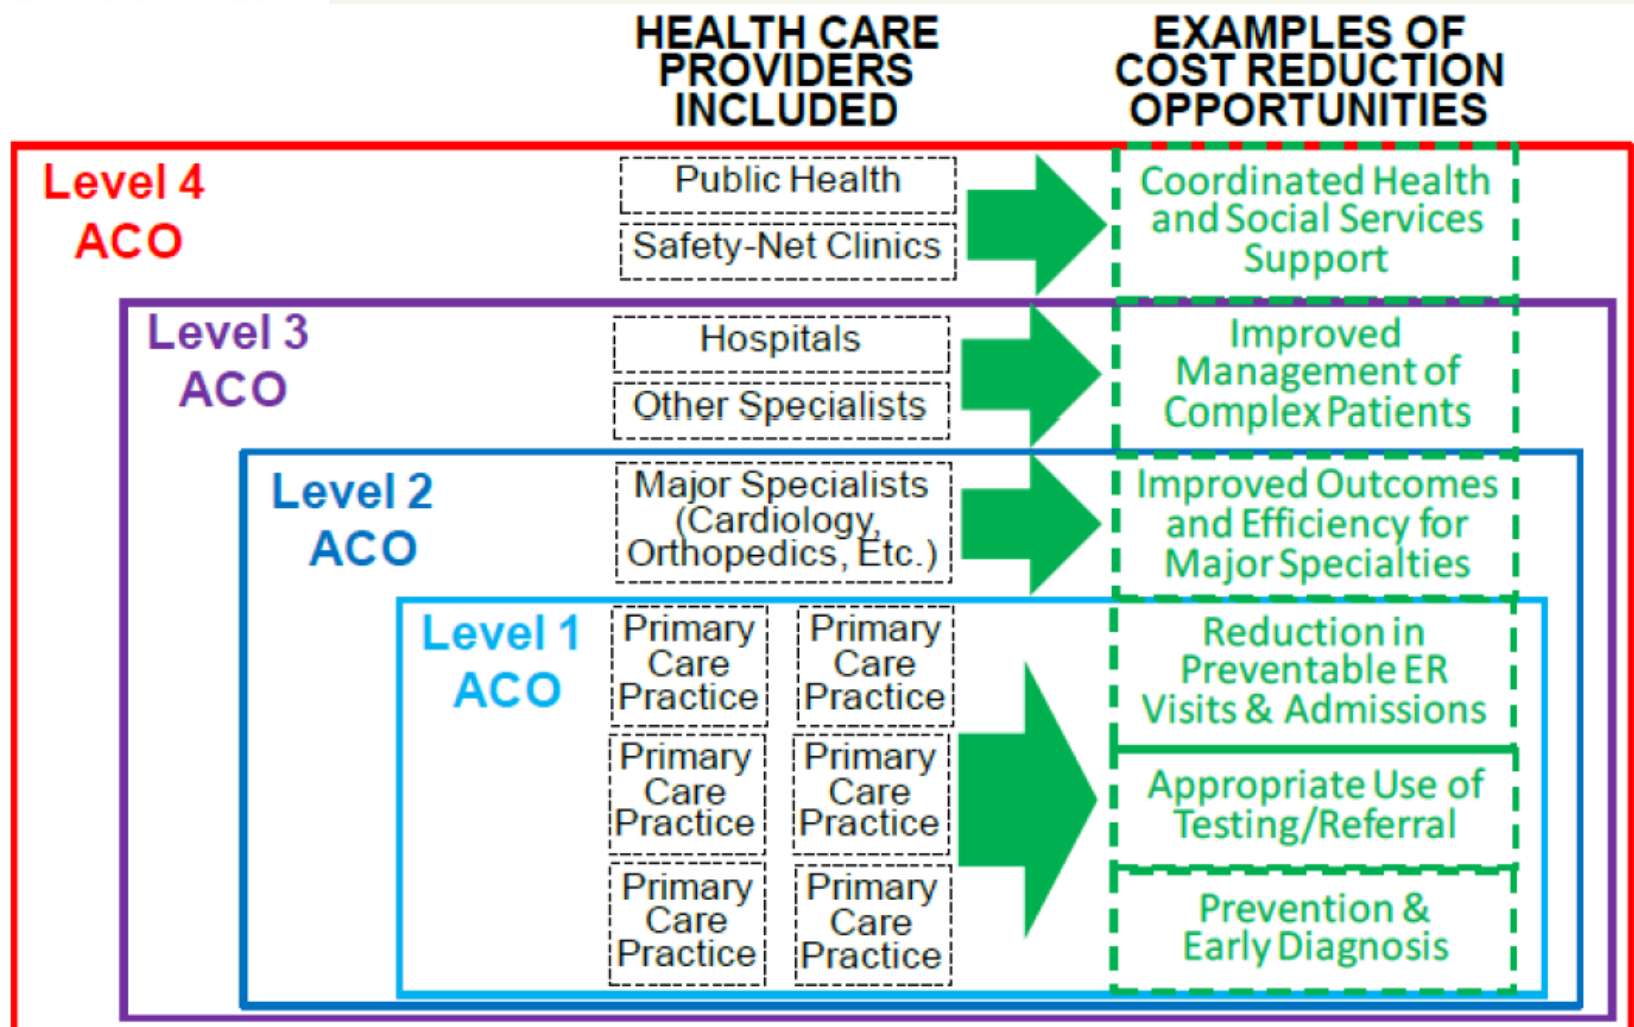 HEALTH CARE
PROVIDERS
INCLUDED
EXAMPLES OF
COST REDUCTION
OPPORTUNITIES
Level 4
ACO
Public Health
Safety-Net Clinics
Coordinated Health
and Social Services
Support
Level 3
ACO
Hospitals
Other Specialists
Improved
Management of
Complex Patients
Level 2
ACO
Major Specialists
(Cardiology,
Orthopedics, Etc.)
Improved Outcomes
and Efficiency for
Major Specialties
Level 1
ACO
Primary
Care
Practice
Primary
Care
Practice
Primary
Care
Practice
Primary
Care
Practice
Primary
Care
Practice
Primary
Care
Practice
Reduction in
Preventable ER
Visits & Admissions
Appropriate Use of
Testing/Referral
Prevention &
Early Diagnosis